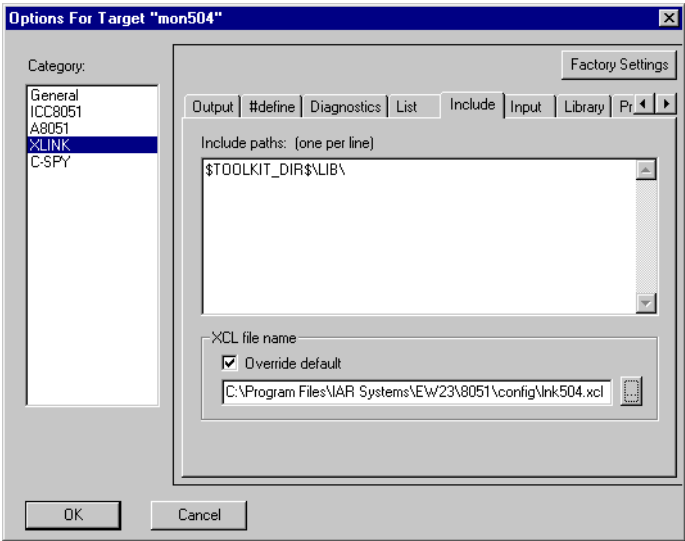 Options For Target "mon504"
Category:
Factory Settings
General
ICC8051
A8051
XLINK
C-SPY
Output #define Diagnostics List Include Input Library Pr
Include paths: (one per line)
$TOOLKIT_DIR$\LIB\
XCL file name
Override default
C:\Program Files\IAR Systems\EW23\8051\config\lnk504.xcl ...
OK Cancel